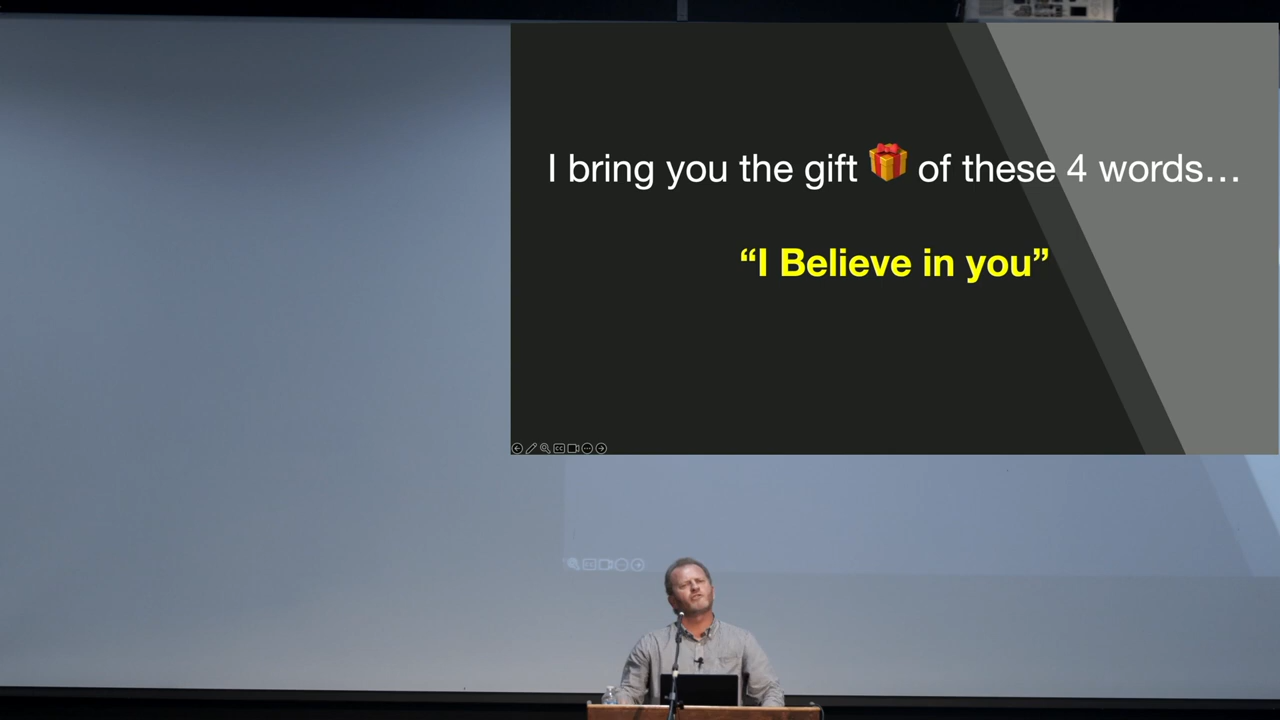 I bring you the gift 🎁 of these 4 words…
“I Believe in you”